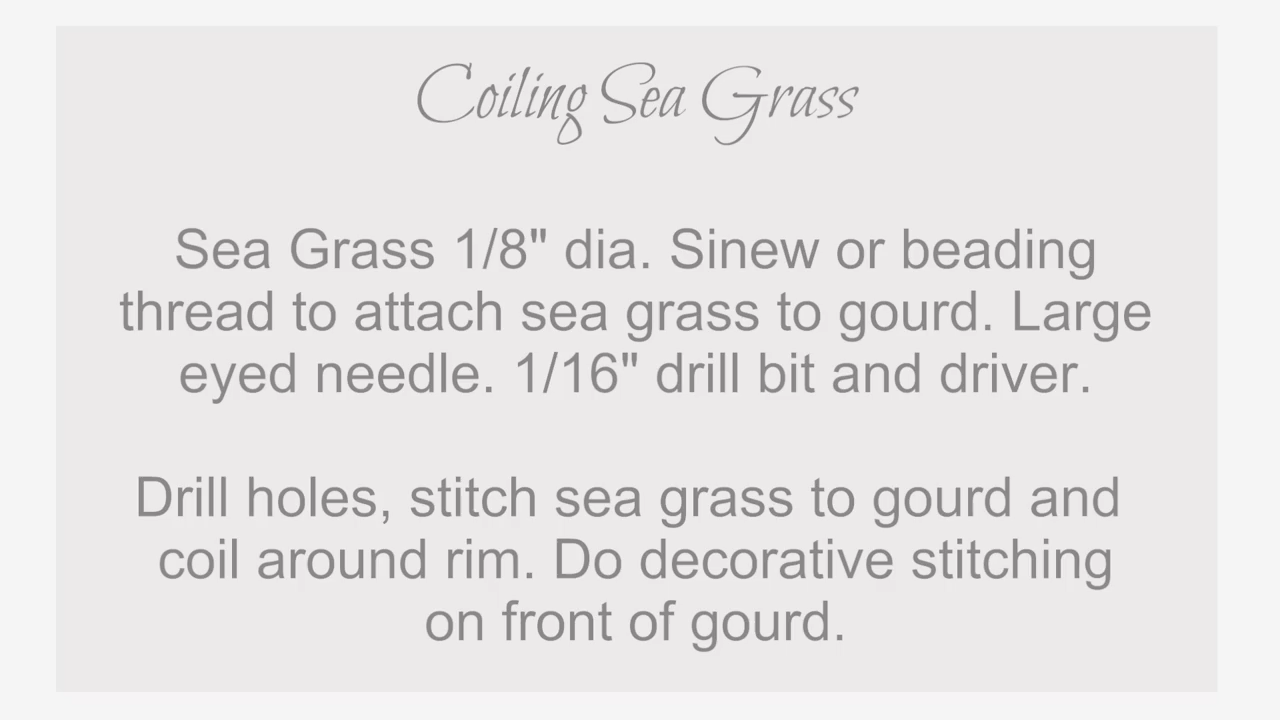 Coiling Sea Grass
Sea Grass 1/8" dia. Sinew or beading
thread to attach sea grass to gourd. Large
eyed needle. 1/16" drill bit and driver.
Drill holes, stitch sea grass to gourd and
coil around rim. Do decorative stitching
on front of gourd.